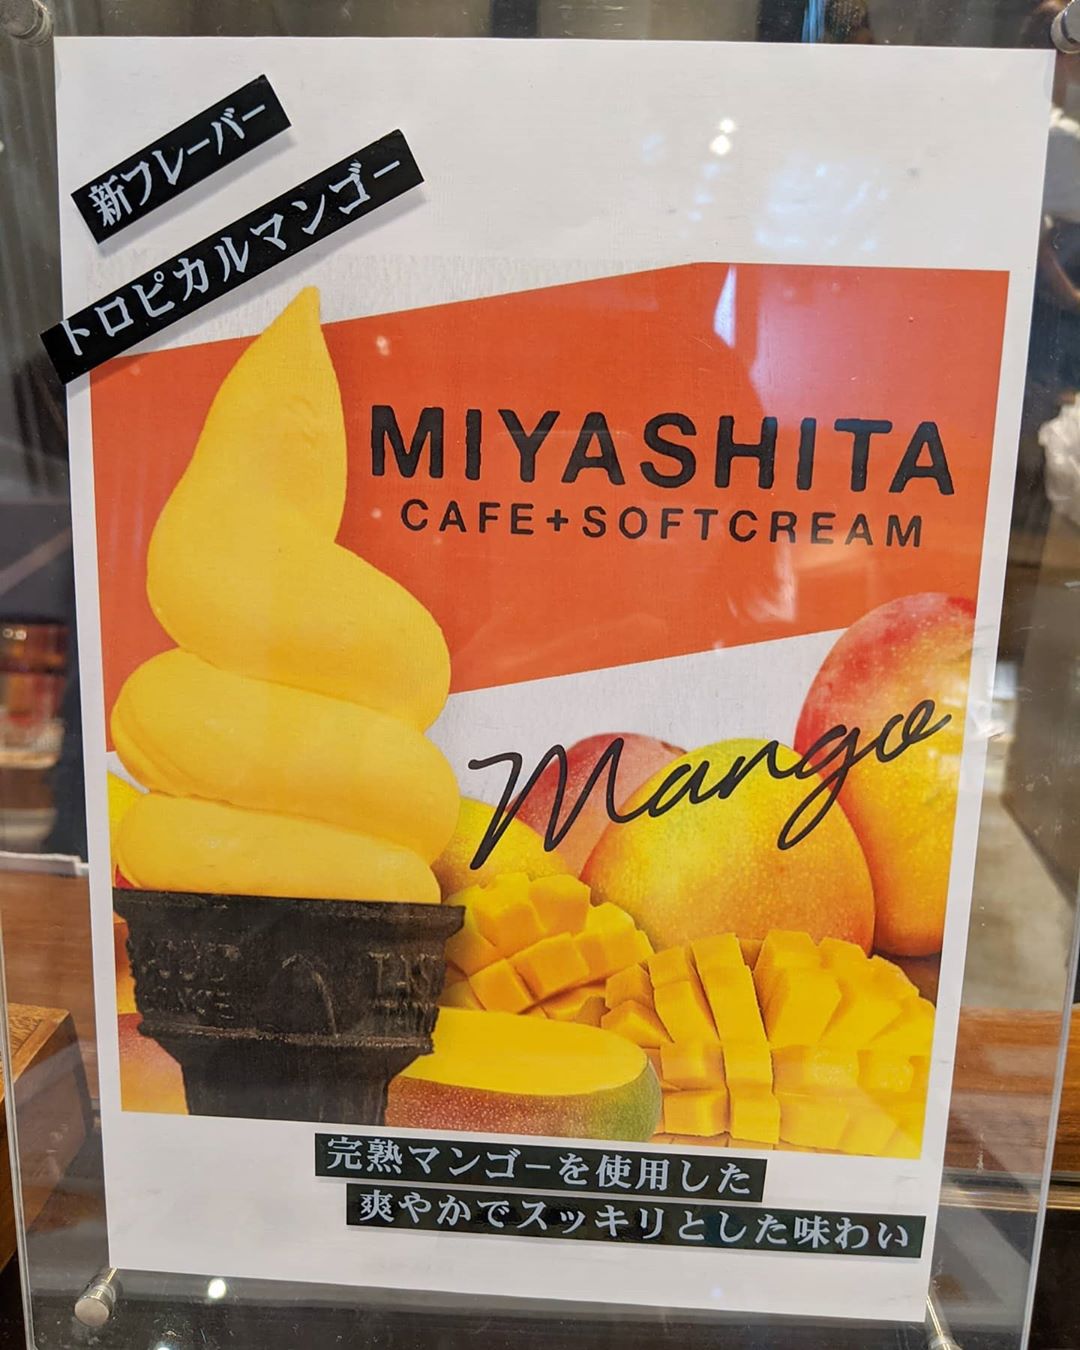 新フレーバー
トロピカルマンゴー
MIYASHITA
CAFE+SOFTCREAM
Mango
完熟マンゴーを使用した
爽やかでスッキリとした味わい